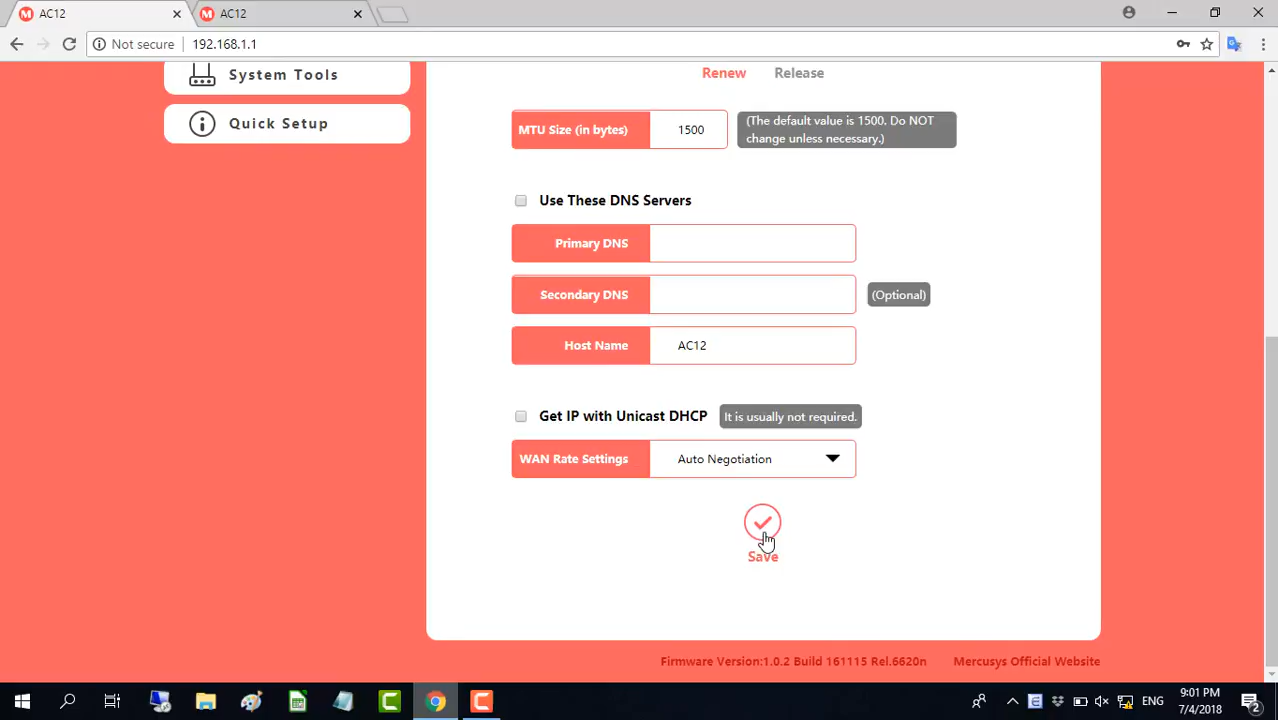 AC12
AC12
Not secure
192.168.1.1
System Tools
Quick Setup
Renew Release
MTU Size (in bytes) 1500
(The default value is 1500. Do NOT
change unless necessary.)
Use These DNS Servers
Primary DNS
Secondary DNS (Optional)
Host Name AC12
Get IP with Unicast DHCP It is usually not required.
WAN Rate Settings Auto Negotiation
Save
Firmware Version:1.0.2 Build 161115 Rel.6620n Mercusys Official Website
ENG
9:01 PM
7/4/2018
2